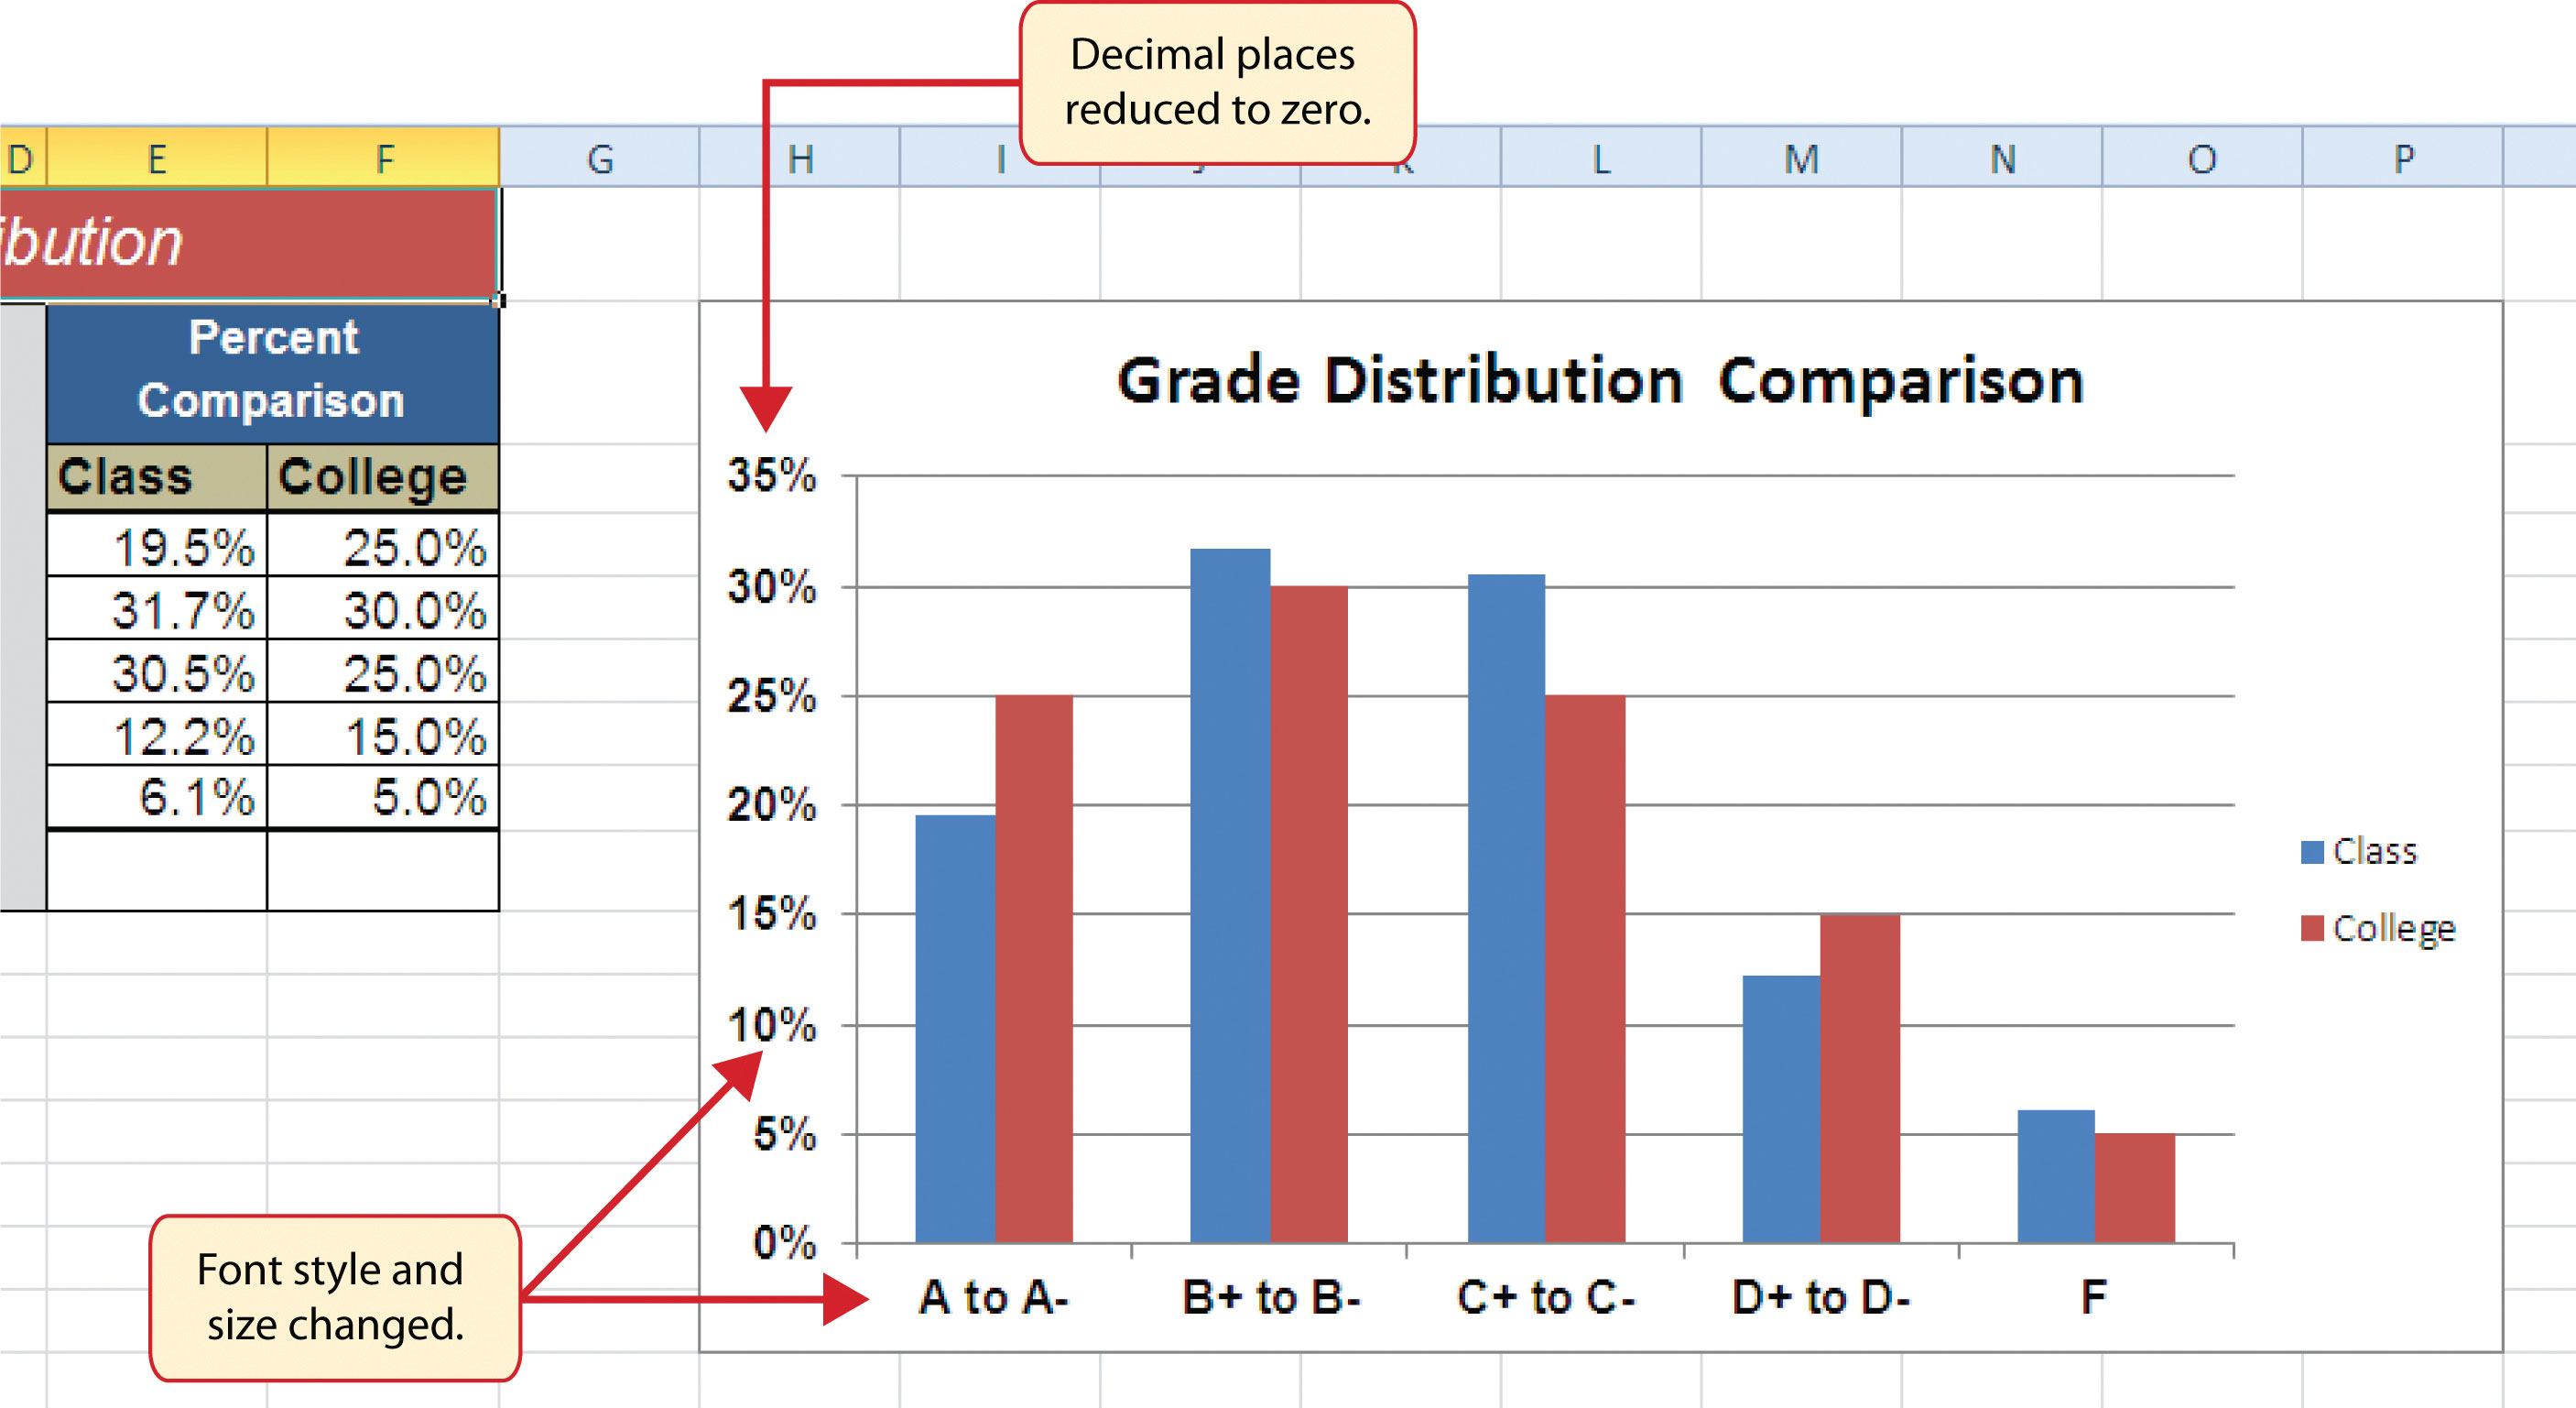 Decimal places
reduced to zero.
D E F G H I L M N O P
ibution
Percent
Comparison
Class College
19.5% 25.0%
31.7% 30.0%
30.5% 25.0%
12.2% 15.0%
6.1% 5.0%
Grade Distribution Comparison
35%
30%
25%
20%
15%
10%
5%
0%
A to A- B+ to B- C+ to C- D+ to D- F
Class
College
Font style and
size changed.